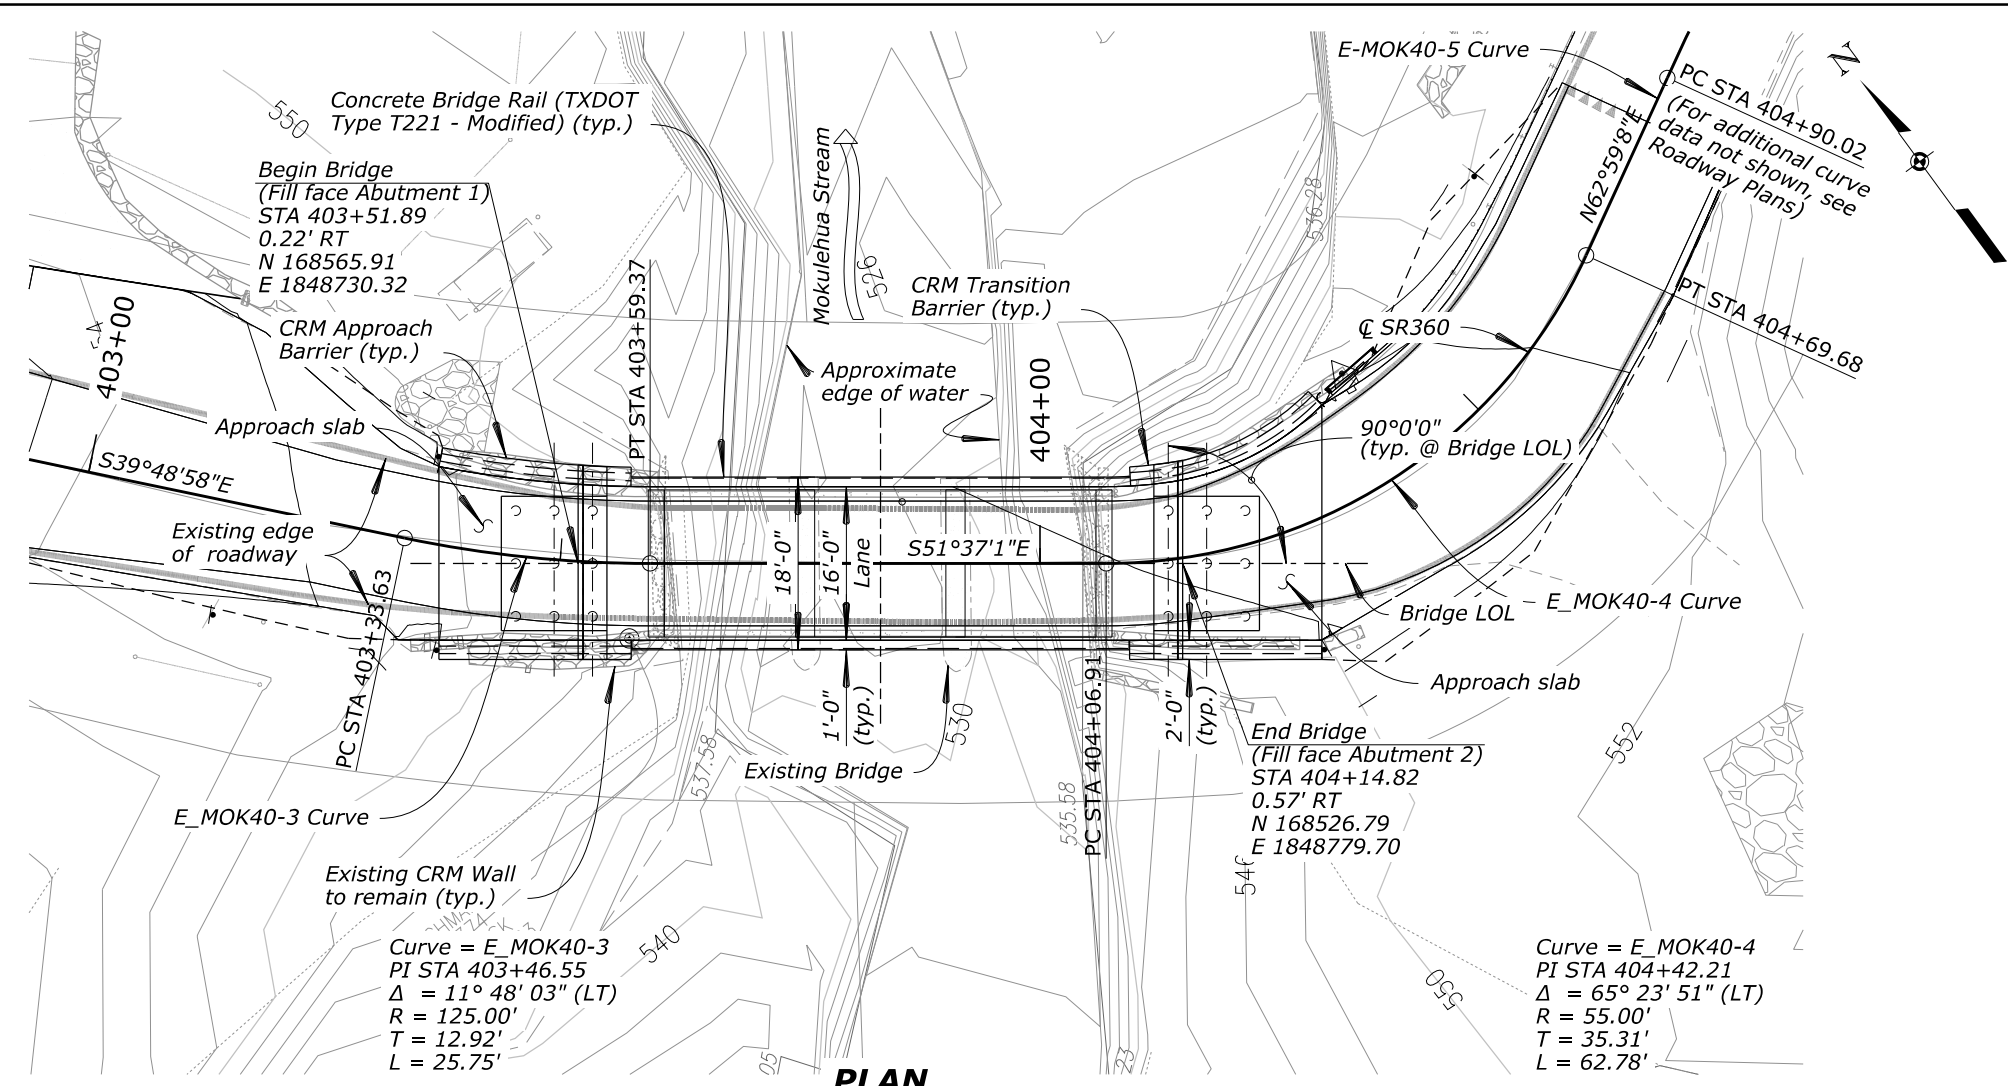 E-MOK40-5 Curve
N
PC STA 404+90.02
(For additional curve
data not shown, see
Roadway Plans)
N62°59'8"E
Concrete Bridge Rail (TXDOT
Type T221 - Modified) (typ.)
550
Begin Bridge
(Fill face Abutment 1)
STA 403+51.89
0.22' RT
N 168565.91
E 1848730.32
Mokulehua Stream
526
536.28
CRM Transition
Barrier (typ.)
PT STA 403+59.37
PT STA 404+69.68
℄ SR360
403+00
CRM Approach
Barrier (typ.)
Approximate
edge of water
404+00
Approach slab
90°0'0"
(typ. @ Bridge LOL)
S39°48'58"E
Existing edge
of roadway
18'-0"
16'-0"
Lane
S51°37'1"E
PC STA 403+33.63
Bridge LOL
E_MOK40-4 Curve
Approach slab
1'-0"
(typ.)
2'-0"
(typ.)
530
537.58
535.58
PC STA 404+06.91
Existing Bridge
End Bridge
(Fill face Abutment 2)
STA 404+14.82
0.57' RT
N 168526.79
E 1848779.70
552
E_MOK40-3 Curve
Existing CRM Wall
to remain (typ.)
540
550
Curve = E_MOK40-3
PI STA 403+46.55
Δ = 11° 48' 03" (LT)
R = 125.00'
T = 12.92'
L = 25.75'
Curve = E_MOK40-4
PI STA 404+42.21
Δ = 65° 23' 51" (LT)
R = 55.00'
T = 35.31'
L = 62.78'
PLAN